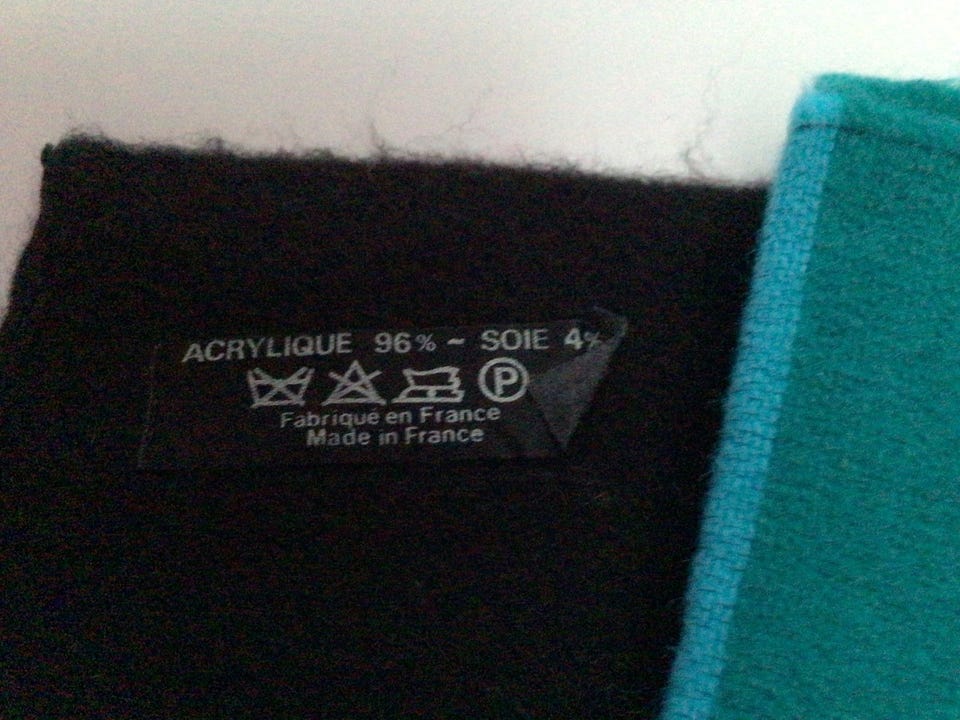 ACRYLIQUE 96% ~ SOIE 4%
P
Fabriqué en France
Made in France